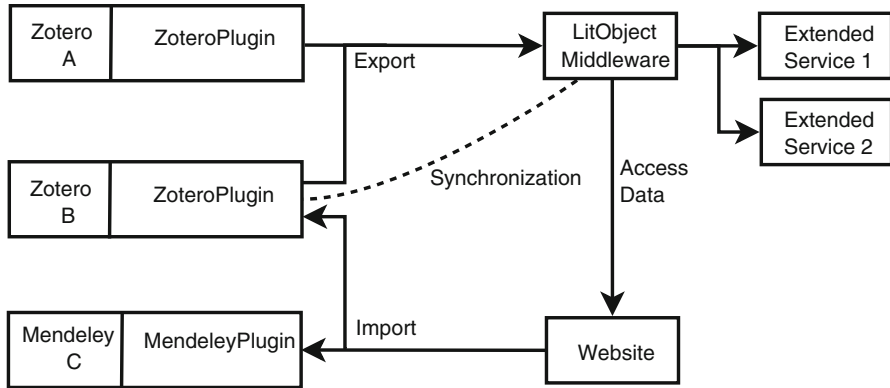 Zotero
A
ZoteroPlugin
Export
LitObject
Middleware
Extended
Service 1
Extended
Service 2
Zotero
B
ZoteroPlugin
Synchronization
Access
Data
Mendeley
C
MendeleyPlugin
Import
Website